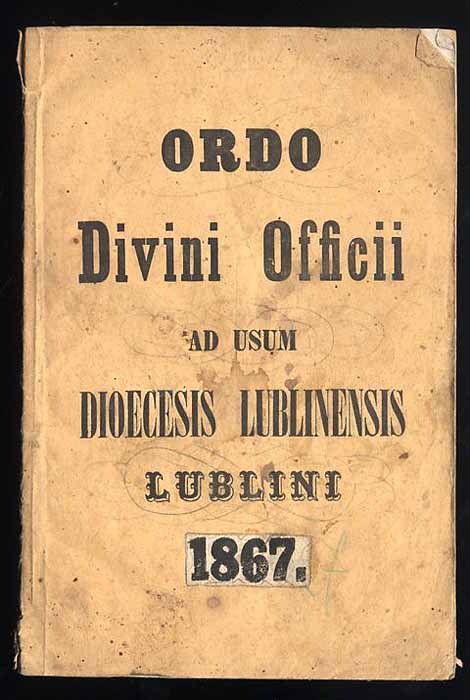 ORDO
Divini Officii
AD USUM
DIOECESIS LUBLINENSIS
LUBLINI
1867.